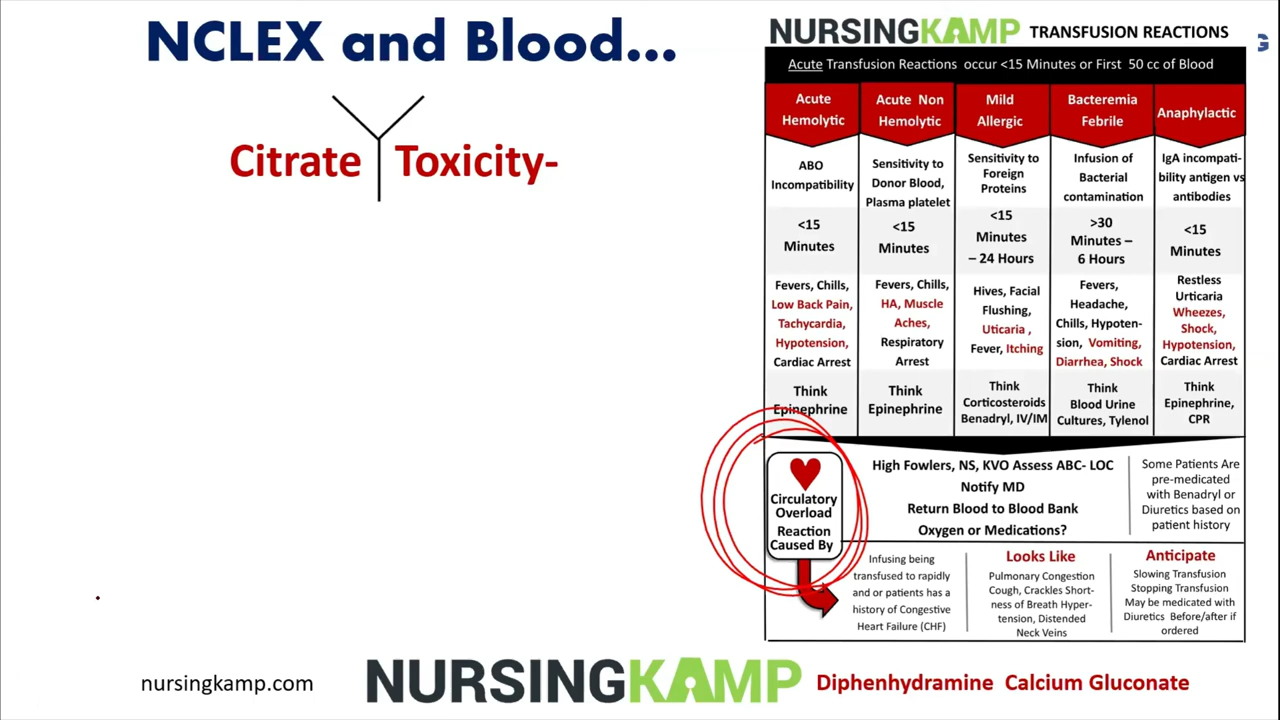 NCLEX and Blood...
Citrate Toxicity-
NURSINGKAMP TRANSFUSION REACTIONS
G
Acute Transfusion Reactions occur <15 Minutes or First 50 cc of Blood
Acute
Hemolytic
Acute Non
Hemolytic
Mild
Allergic
Bacteremia
Febrile
Anaphylactic
ABO
Incompatibility
Sensitivity to
Donor Blood,
Plasma platelet
Sensitivity to
Foreign
Proteins
Infusion of
Bacterial
contamination
IgA incompati-
bility antigen vs
antibodies
<15
Minutes
<15
Minutes
<15
Minutes
– 24 Hours
>30
Minutes –
6 Hours
<15
Minutes
Fevers, Chills,
Low Back Pain,
Tachycardia,
Hypotension,
Cardiac Arrest
Fevers, Chills,
HA, Muscle
Aches,
Respiratory
Arrest
Hives, Facial
Flushing,
Uticaria ,
Fever, Itching
Fevers,
Headache,
Chills, Hypoten-
sion, Vomiting,
Diarrhea, Shock
Restless
Urticaria
Wheezes,
Shock,
Hypotension,
Cardiac Arrest
Think
Epinephrine
Think
Epinephrine
Think
Corticosteroids
Benadryl, IV/IM
Think
Blood Urine
Cultures, Tylenol
Think
Epinephrine,
CPR
Circulatory
Overload
Reaction
Caused By
High Fowlers, NS, KVO Assess ABC- LOC
Notify MD
Return Blood to Blood Bank
Oxygen or Medications?
Some Patients Are
pre-medicated
with Benadryl or
Diuretics based on
patient history
Infusing being
transfused to rapidly
and or patients has a
history of Congestive
Heart Failure (CHF)
Looks Like
Pulmonary Congestion
Cough, Crackles Short-
ness of Breath Hyper-
tension, Distended
Neck Veins
Anticipate
Slowing Transfusion
Stopping Transfusion
May be medicated with
Diuretics Before/after if
ordered
nursingkamp.com
NURSINGKAMP
Diphenhydramine Calcium Gluconate